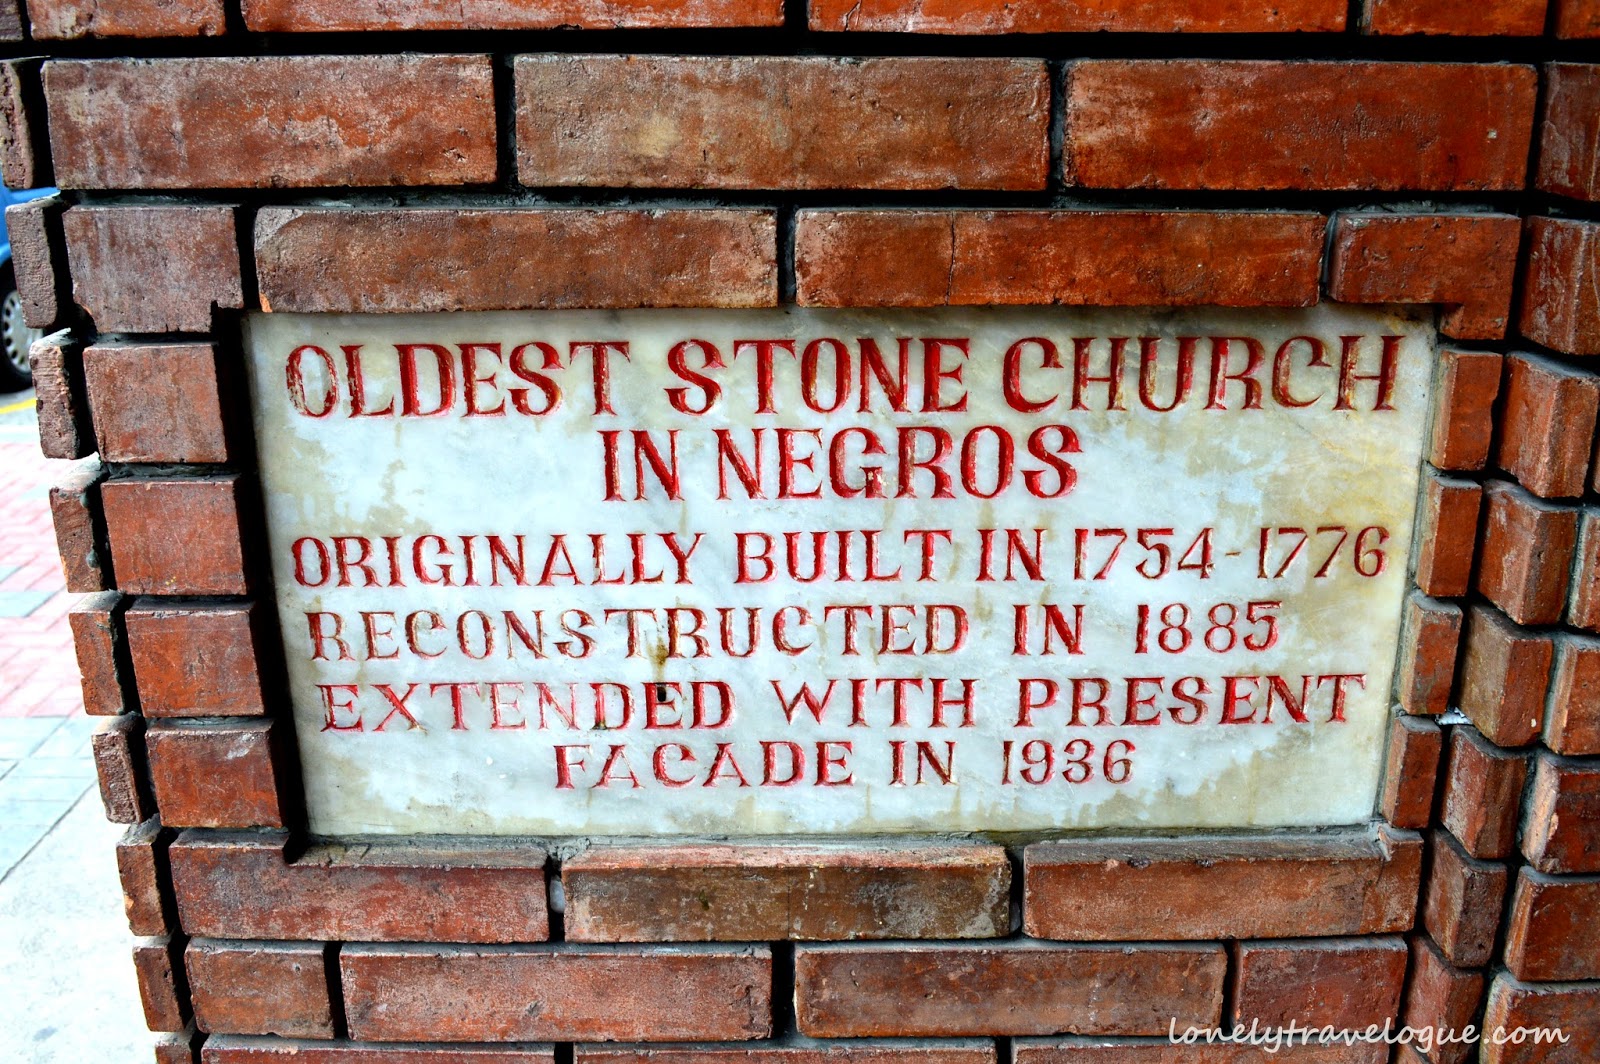 OLDEST STONE CHURCH
IN NEGROS
ORIGINALLY BUILT IN 1754-1776
RECONSTRUCTED IN 1885
EXTENDED WITH PRESENT
FACADE IN 1936
lonelytravelogue.com